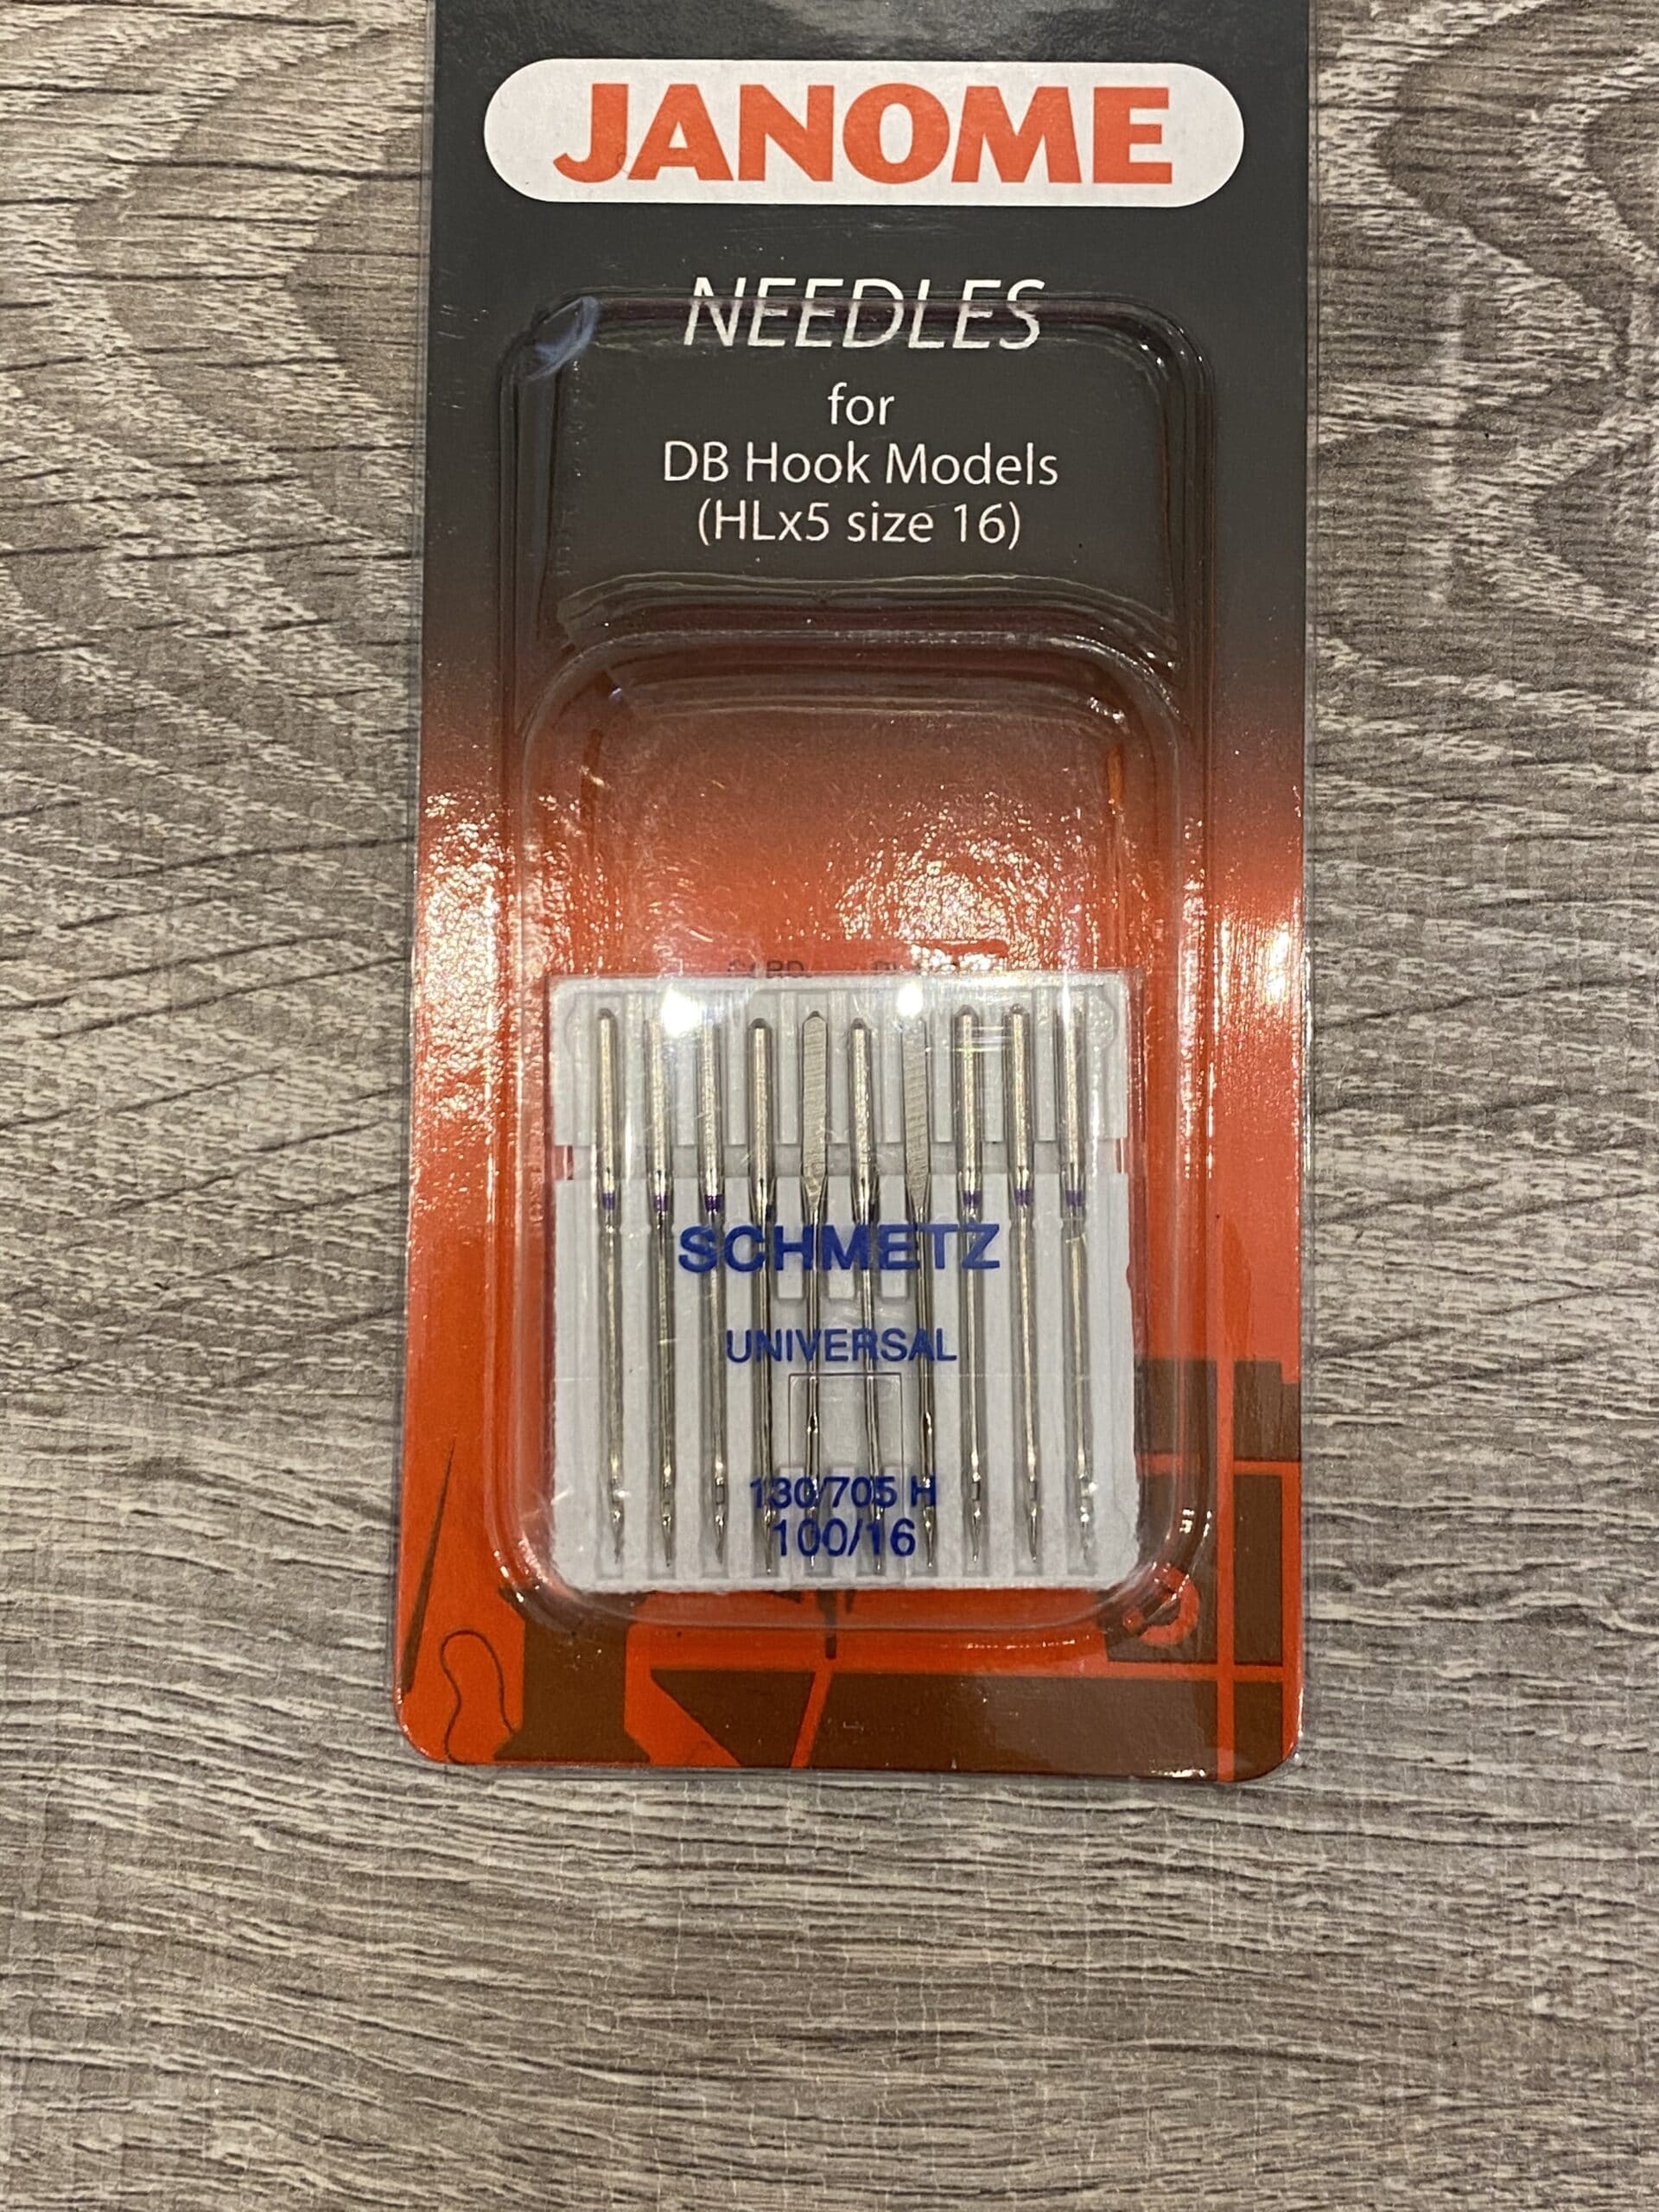 JANOME
NEEDLES
for
DB Hook Models
(HLx5 size 16)
SCHMETZ
UNIVERSAL
130/705 H
100/16